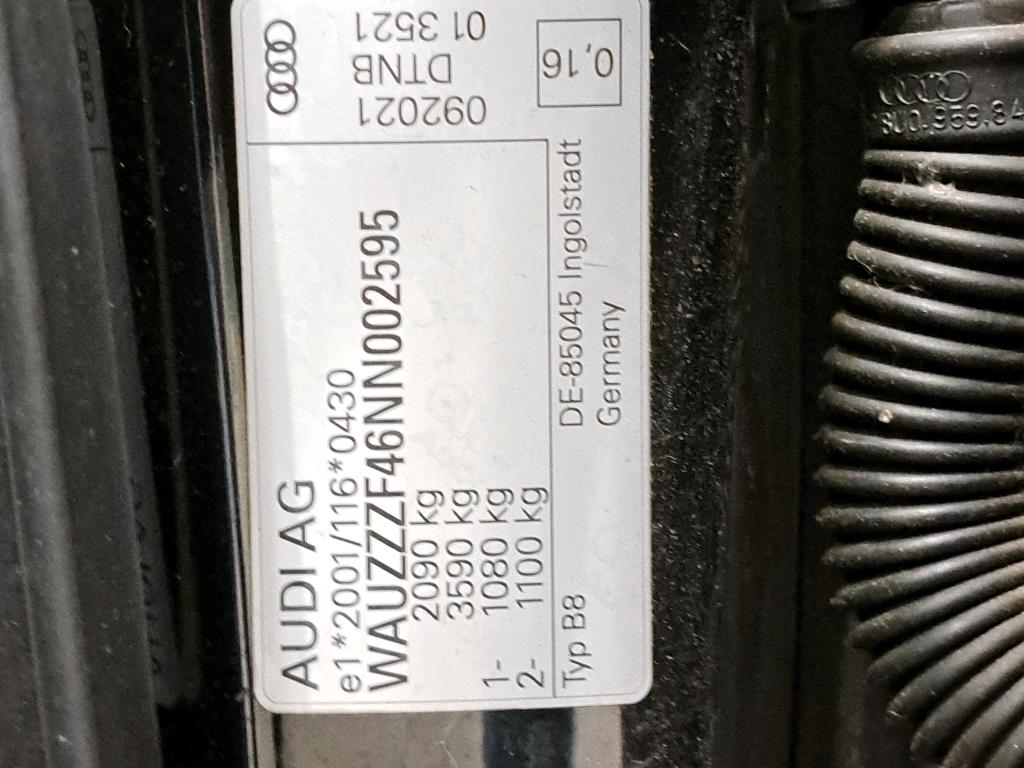 AUDI AG
e1*2001/116*0430
WAUZZZF46NN002595
2090 kg
3590 kg
1- 1080 kg
2- 1100 kg
Typ B8
DE-85045 Ingolstadt
Germany
092021
DTNB
01 3521
0,16